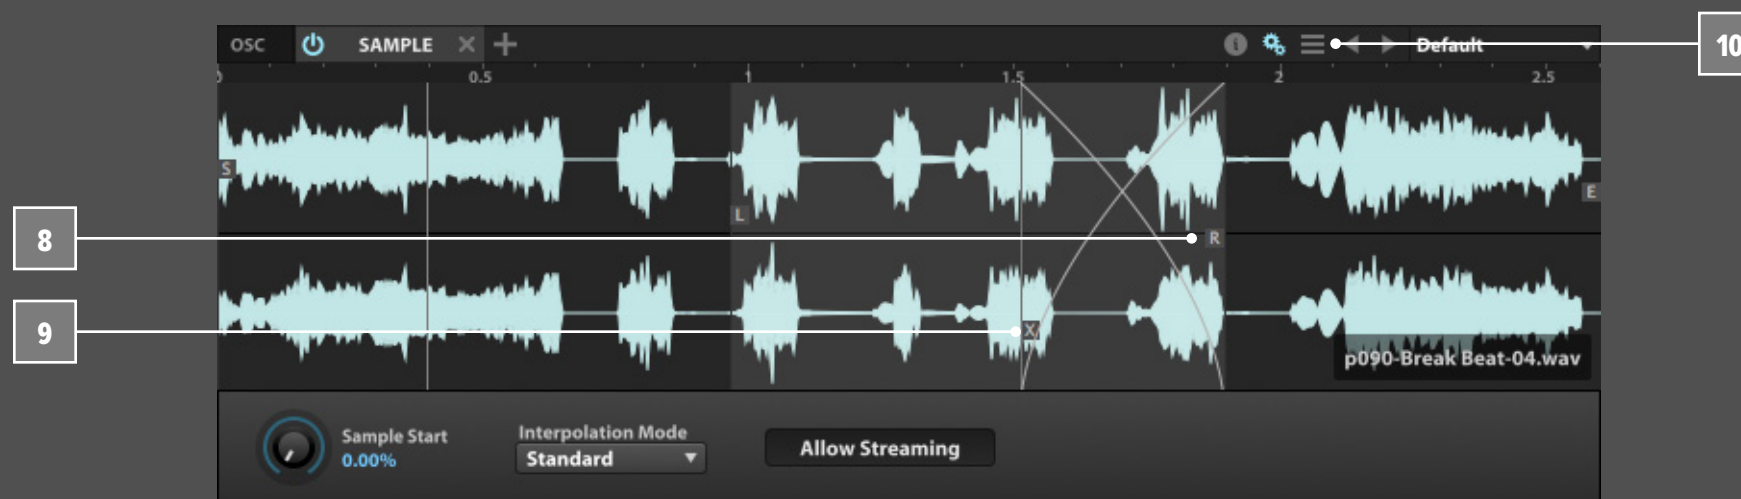 OSC SAMPLE Default 10
0 0.5 1 1.5 2 2.5
S
E
L
8 R
9 X
p090-Break Beat-04.wav
Sample Start Interpolation Mode
0.00% Standard Allow Streaming